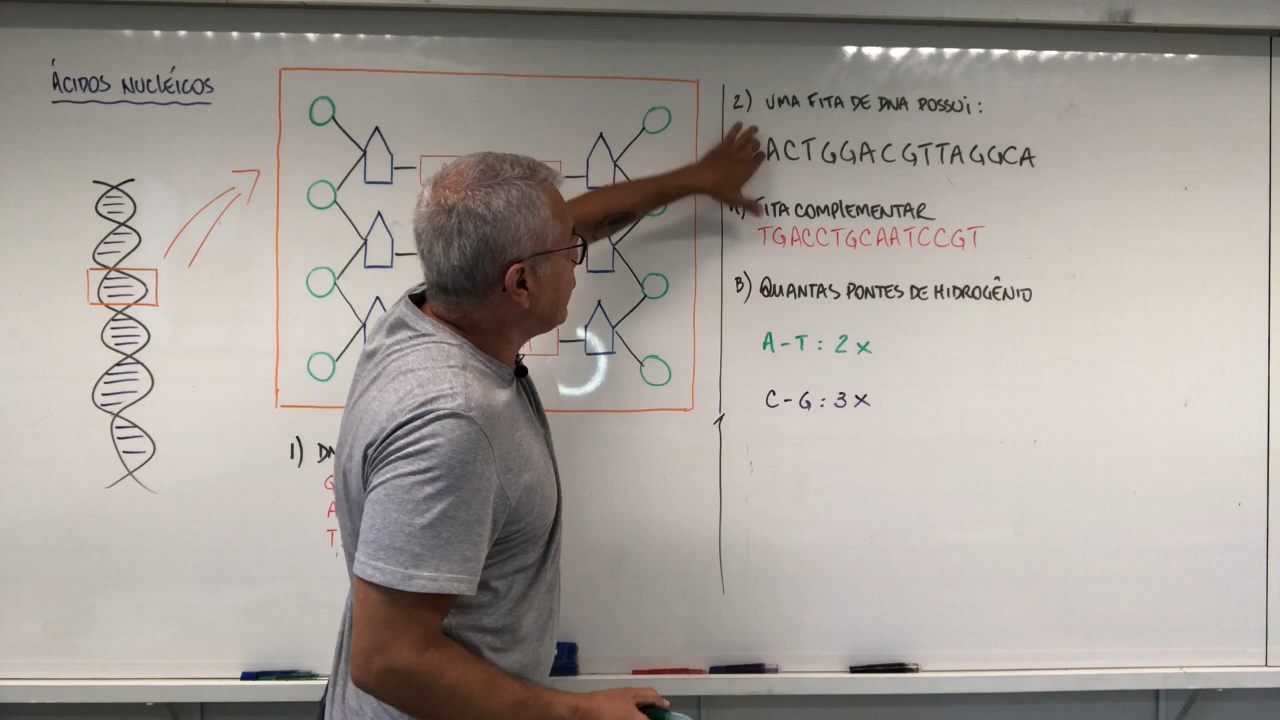 ÁCIDOS NUCLÉICOS
2) UMA FITA DE DNA POSSUI:
ACTGGACGTTAGGCA
FITA COMPLEMENTAR
TGACCTGCAATCCGT
B) QUANTAS PONTES DE HIDROGÊNIO
A-T: 2x
C-G: 3x
1)